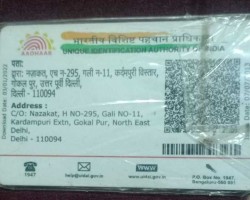 AADHAAR
भारतीय विशिष्ट पहचान प्राधि
UNIQUE IDENTIFICATION AUTHORITY OF INDIA
पता:
द्वारा: नज़ाकत, एच न-295, गली न-11, कर्दमपुरी विस्तार,
गोकल पुर, उत्तर पूर्वी दिल्ली,
दिल्ली - 110094
Address :
C/O: Nazakat, H NO-295, Gali NO-11,
Kardampuri Extn, Gokal Pur, North East
Delhi,
Delhi - 110094
Download Date:
1947
help@uidai.gov.in
www.uidai.gov.in
P.O. Box No. 1947,
Bengaluru-560 001